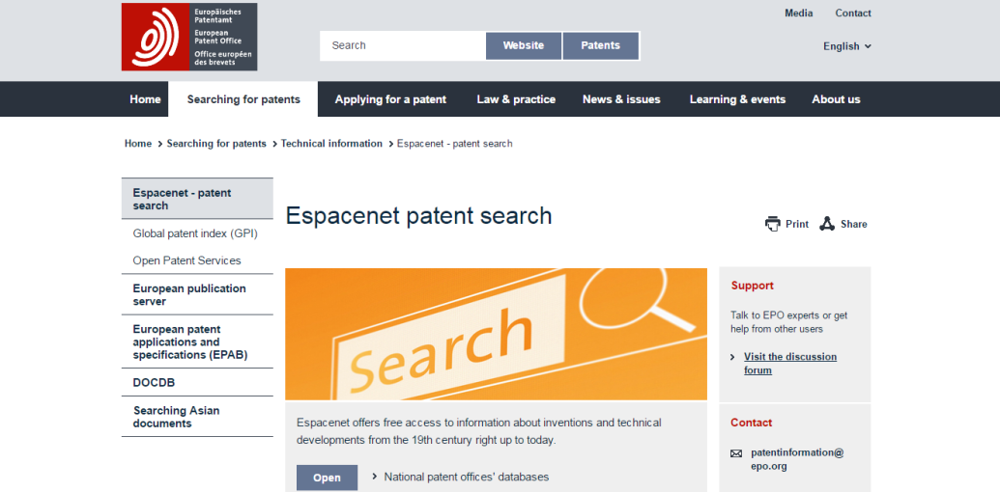 Europäisches
Patentamt
European
Patent Office
Office européen
des brevets
Media
Contact
Search
Website
Patents
English
Home
Searching for patents
Applying for a patent
Law & practice
News & issues
Learning & events
About us
Home
Searching for patents
Technical information
Espacenet - patent search
Espacenet - patent
search
Global patent index (GPI)
Open Patent Services
European publication
server
European patent
applications and
specifications (EPAB)
DOCDB
Searching Asian
documents
Espacenet patent search
Print
Share
Search
Espacenet offers free access to information about inventions and technical
developments from the 19th century right up to today.
Open
National patent offices' databases
Support
Talk to EPO experts or get
help from other users
Visit the discussion
forum
Contact
patentinformation@
epo.org